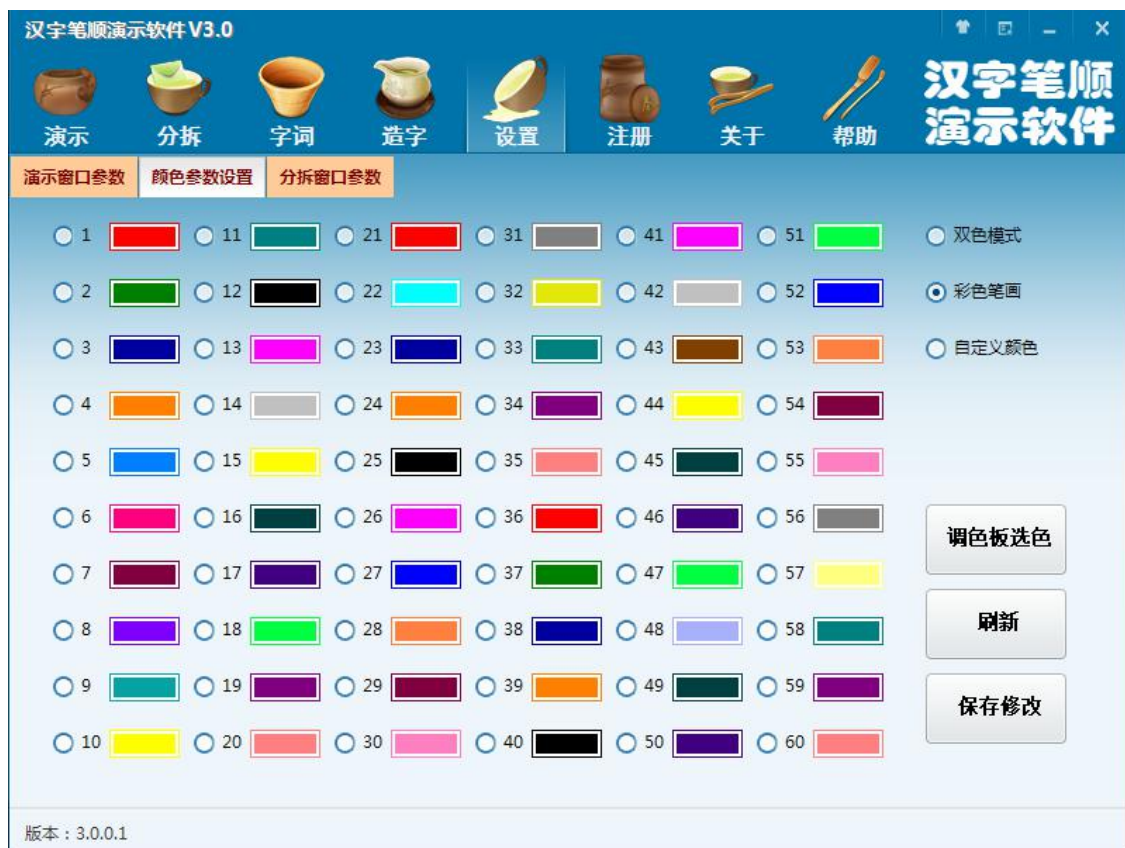 汉字笔顺演示软件V3.0
演示 分拆 字词 造字 设置 注册 关于 帮助
汉字笔顺
演示软件
演示窗口参数 颜色参数设置 分拆窗口参数
1 11 21 31 41 51 双色模式
2 12 22 32 42 52 彩色笔画
3 13 23 33 43 53 自定义颜色
4 14 24 34 44 54
5 15 25 35 45 55
6 16 26 36 46 56
调色板选色
7 17 27 37 47 57
8 18 28 38 48 58 刷新
9 19 29 39 49 59
保存修改
10 20 30 40 50 60
版本：3.0.0.1